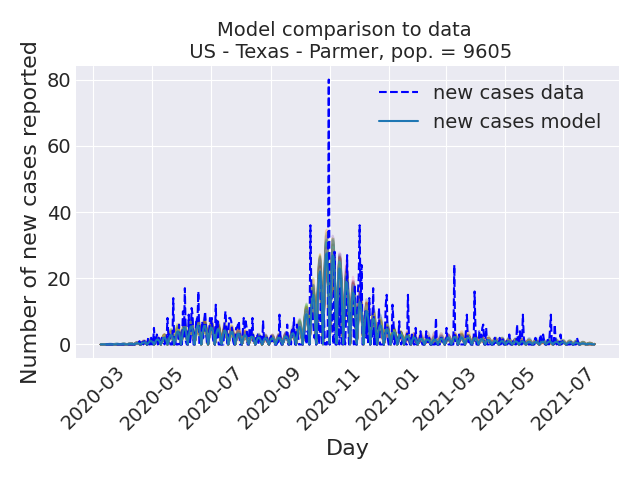 Model comparison to data
US - Texas - Parmer, pop. = 9605
Number of new cases reported
80
60
40
20
0
new cases data
new cases model
2020-03
2020-05
2020-07
2020-09
2020-11
2021-01
2021-03
2021-05
2021-07
Day